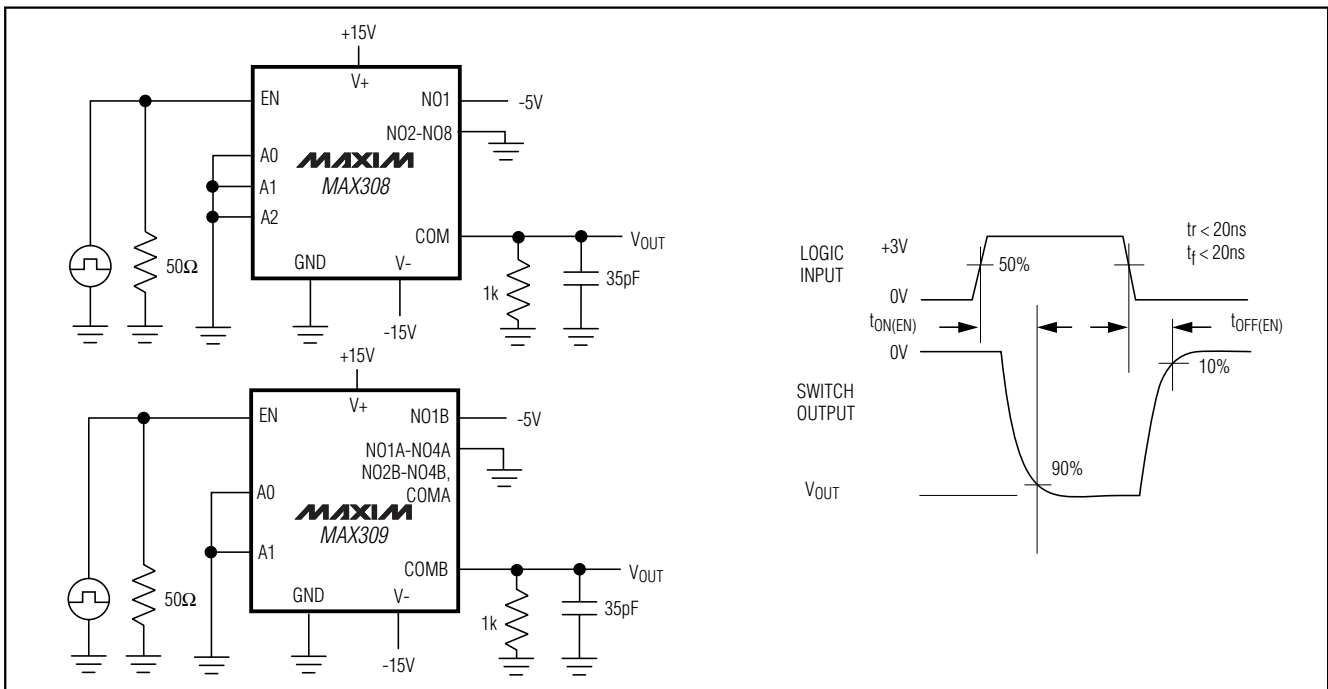 +15V
V+
EN
NO1
-5V
NO2-NO8
A0
MAXIM
MAX308
A1
A2
COM
VOUT
50Ω
GND
V-
1k
35pF
-15V
+15V
V+
EN
NO1B
-5V
NO1A-NO4A
NO2B-NO4B,
COMA
A0
MAXIM
MAX309
A1
COMB
VOUT
50Ω
GND
V-
1k
35pF
-15V
LOGIC
INPUT
+3V
50%
tr < 20ns
tf < 20ns
0V
tON(EN)
tOFF(EN)
0V
10%
SWITCH
OUTPUT
90%
VOUT